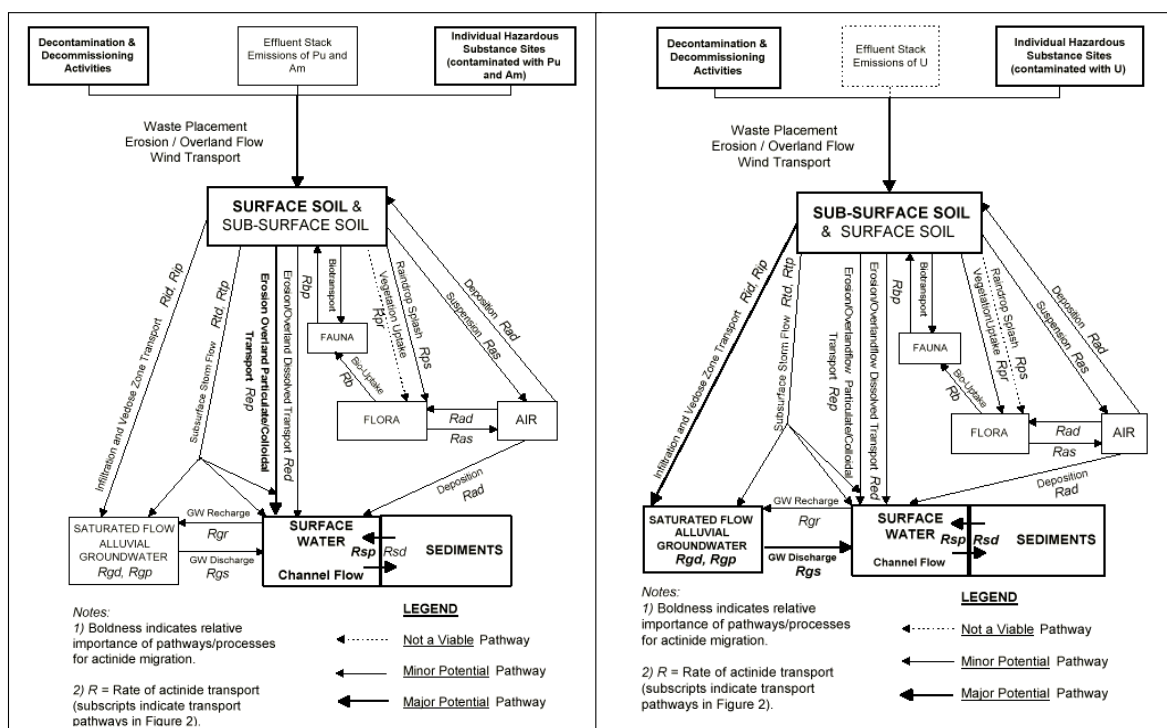 Decontamination &
Decommissioning
Activities
Effluent Stack
Emissions of Pu and
Am
Individual Hazardous
Substance Sites
(contaminated with Pu
and Am)
Waste Placement
Erosion / Overland Flow
Wind Transport
SURFACE SOIL &
SUB-SURFACE SOIL
Infiltration and Vedose Zone Transport Rid, Rip
Subsurface Storm Flow Rtd, Rtp
Erosion Overland Particulate/Colloidal
Transport Rep
Erosion/Overland Dissolved Transport Red
Rbp
Biotransport
FAUNA
Bio-Uptake
Rb
Vegetation Uptake
Rpr
Raindrop Splash Rps
Suspension Ras
Deposition Rad
FLORA
Rad
Ras
AIR
Deposition
Rad
SATURATED FLOW
ALLUVIAL
GROUNDWATER
Rgd, Rgp
GW Recharge
Rgr
GW Discharge
Rgs
SURFACE
WATER
Rsp
Rsd
Channel Flow
SEDIMENTS
Notes:
1) Boldness indicates relative
importance of pathways/processes
for actinide migration.
2) R = Rate of actinide transport
(subscripts indicate transport
pathways in Figure 2).
LEGEND
Not a Viable Pathway
Minor Potential Pathway
Major Potential Pathway
Decontamination &
Decommissioning
Activities
Effluent Stack
Emissions of U
Individual Hazardous
Substance Sites
(contaminated with U)
Waste Placement
Erosion / Overland Flow
Wind Transport
SUB-SURFACE SOIL
& SURFACE SOIL
Infiltration and Vedose Zone Transport Rid, Rip
Subsurface Storm Flow Rtd, Rtp
Erosion/Overlandflow Particulate/Colloidal
Transport Rep
Erosion/Overlandflow Dissolved Transport Red
Rbp
Biotransport
FAUNA
Bio-Uptake
Rb
VegetationUptake
Rpr
Raindrop Splash
Rps
Suspension Ras
Deposition Rad
FLORA
Rad
Ras
AIR
Deposition
Rad
SATURATED FLOW
ALLUVIAL
GROUNDWATER
Rgd, Rgp
GW Recharge
Rgr
GW Discharge
Rgs
SURFACE
WATER
Rsp
Rsd
Channel Flow
SEDIMENTS
Notes:
1) Boldness indicates relative
importance of pathways/processes
for actinide migration.
2) R = Rate of actinide transport
(subscripts indicate transport
pathways in Figure 2).
LEGEND
Not a Viable Pathway
Minor Potential Pathway
Major Potential Pathway